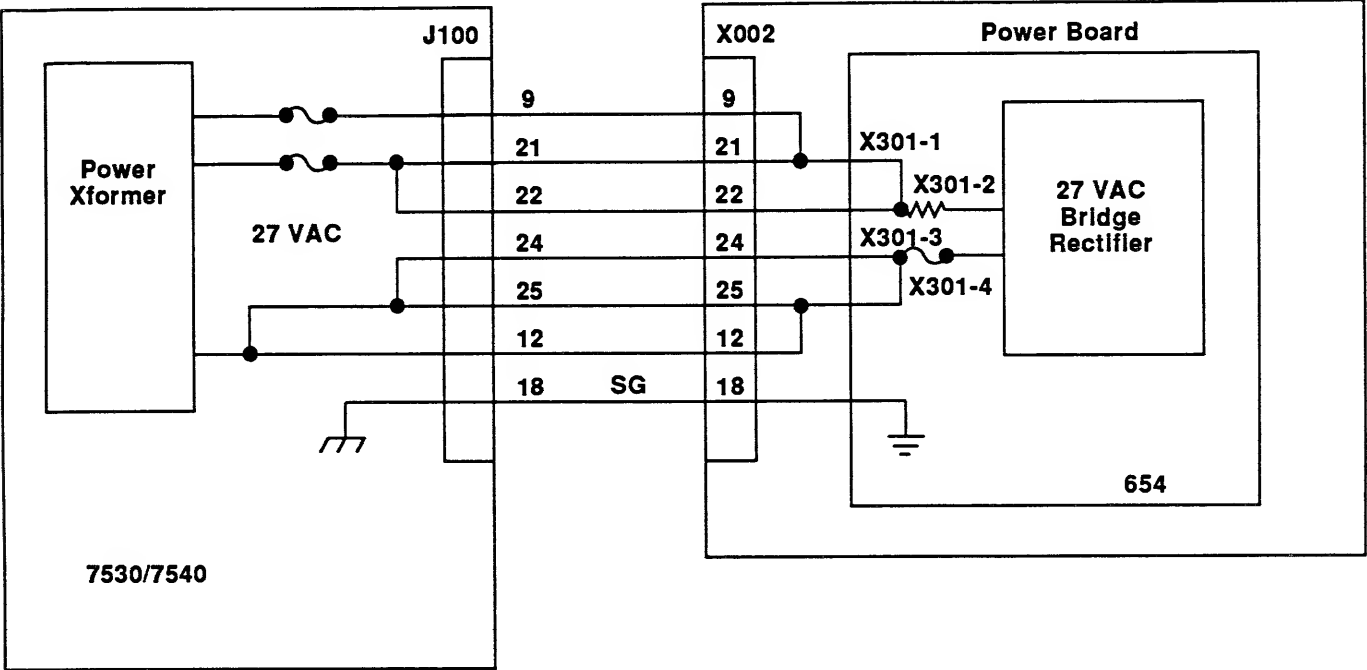 J100
X002
Power Board
9
9
21
21
X301-1
Power
Xformer
22
22
X301-2
27 VAC
Bridge
Rectifier
27 VAC
24
24
X301-3
25
25
X301-4
12
12
18
SG
18
654
7530/7540